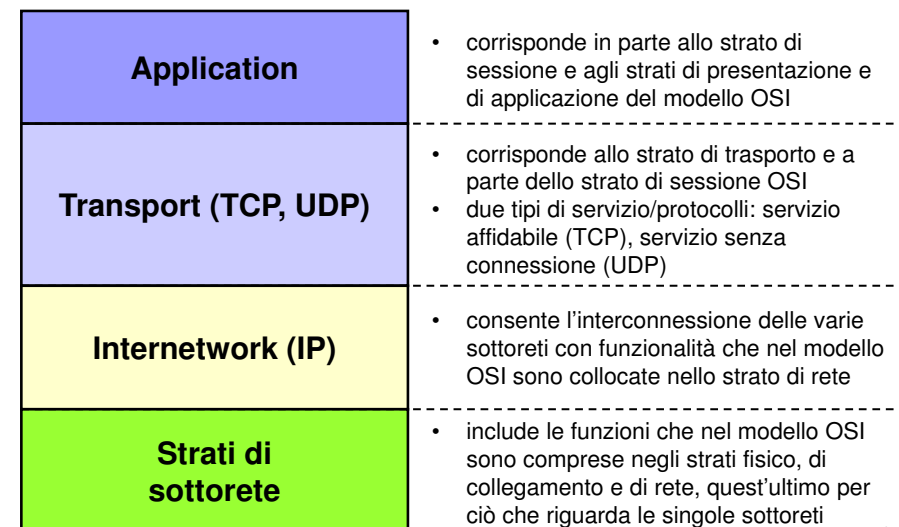 Application
• corrisponde in parte allo strato di
sessione e agli strati di presentazione e
di applicazione del modello OSI
Transport (TCP, UDP)
• corrisponde allo strato di trasporto e a
parte dello strato di sessione OSI
• due tipi di servizio/protocolli: servizio
affidabile (TCP), servizio senza
connessione (UDP)
Internetwork (IP)
• consente l'interconnessione delle varie
sottoreti con funzionalità che nel modello
OSI sono collocate nello strato di rete
Strati di
sottorete
• include le funzioni che nel modello OSI
sono comprese negli strati fisico, di
collegamento e di rete, quest'ultimo per
ciò che riguarda le singole sottoreti